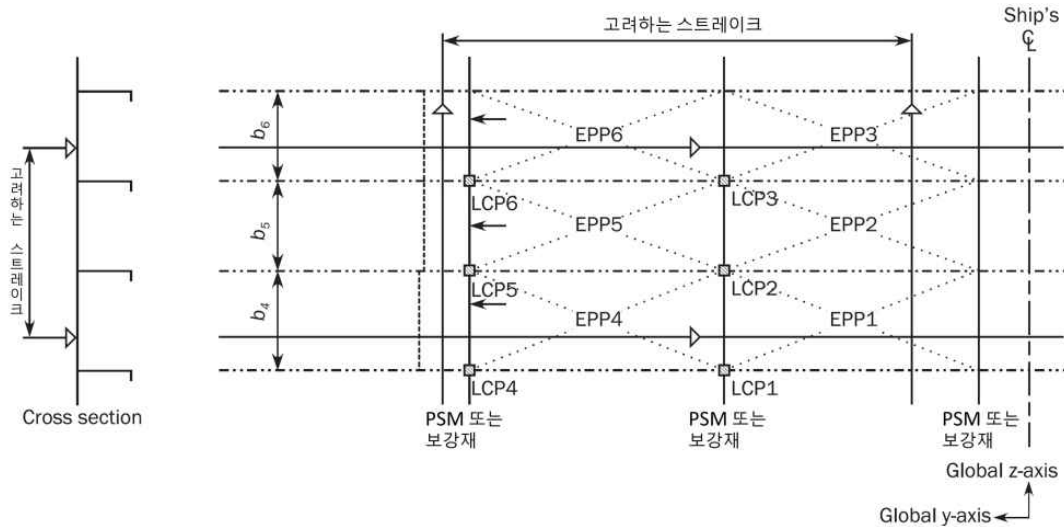 고려하는 스트레이크
Ship's
℄
b₆
EPP6
EPP3
고려하는 스트레이크
LCP6
LCP3
b₅
EPP5
EPP2
LCP5
LCP2
b₄
EPP4
EPP1
LCP4
LCP1
Cross section
PSM 또는
보강재
PSM 또는
보강재
PSM 또는
보강재
Global z-axis
Global y-axis